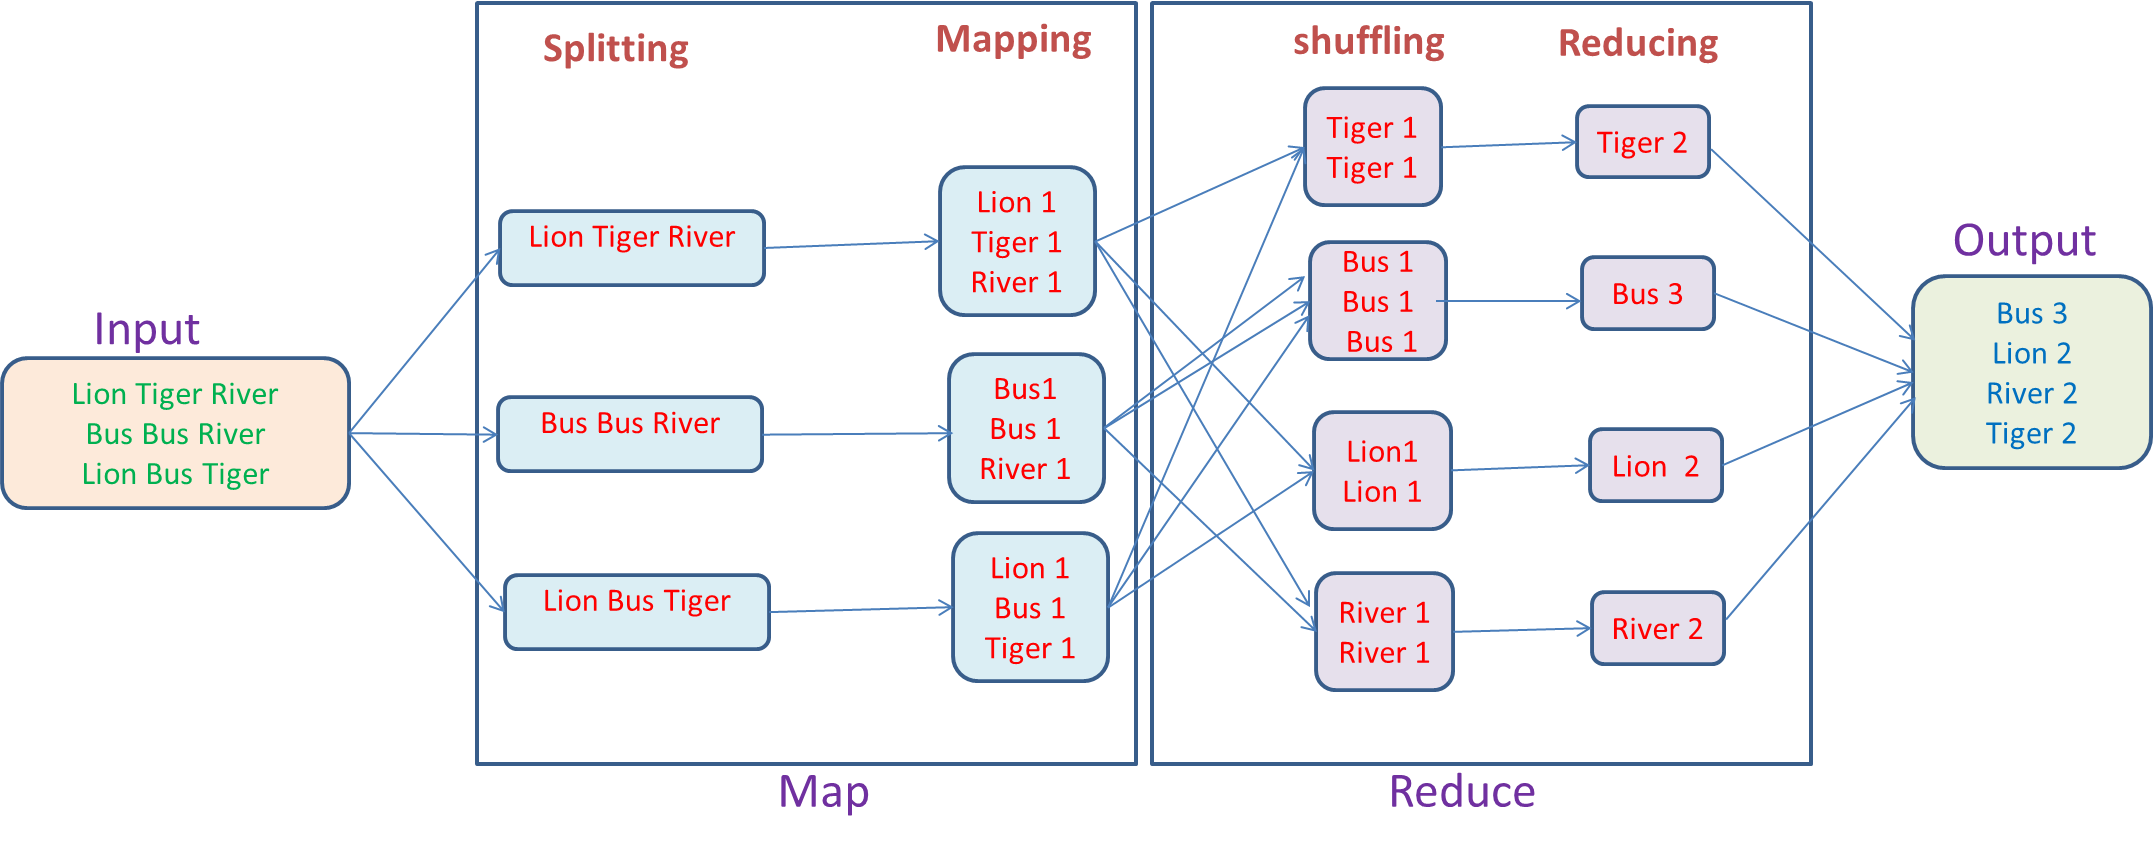 Input
Lion Tiger River
Bus Bus River
Lion Bus Tiger
Splitting
Lion Tiger River
Bus Bus River
Lion Bus Tiger
Mapping
Lion 1
Tiger 1
River 1
Bus1
Bus 1
River 1
Lion 1
Bus 1
Tiger 1
Map
shuffling
Tiger 1
Tiger 1
Bus 1
Bus 1
Bus 1
Lion1
Lion 1
River 1
River 1
Reducing
Tiger 2
Bus 3
Lion  2
River 2
Reduce
Output
Bus 3
Lion 2
River 2
Tiger 2